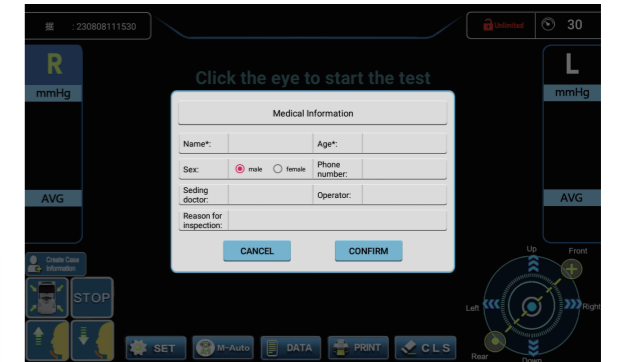 : 230808111530
Unlimited
30
R
L
Click the eye to start the test
mmHg
mmHg
Medical Information
Name*:
Age*:
Sex:
male
female
Phone
number:
Seding
doctor:
Operator:
Reason for
inspection:
AVG
AVG
CANCEL
CONFIRM
Create Case
Information
STOP
Up
Front
Left
Right
Rear
Down
SET
M-Auto
DATA
PRINT
CLS